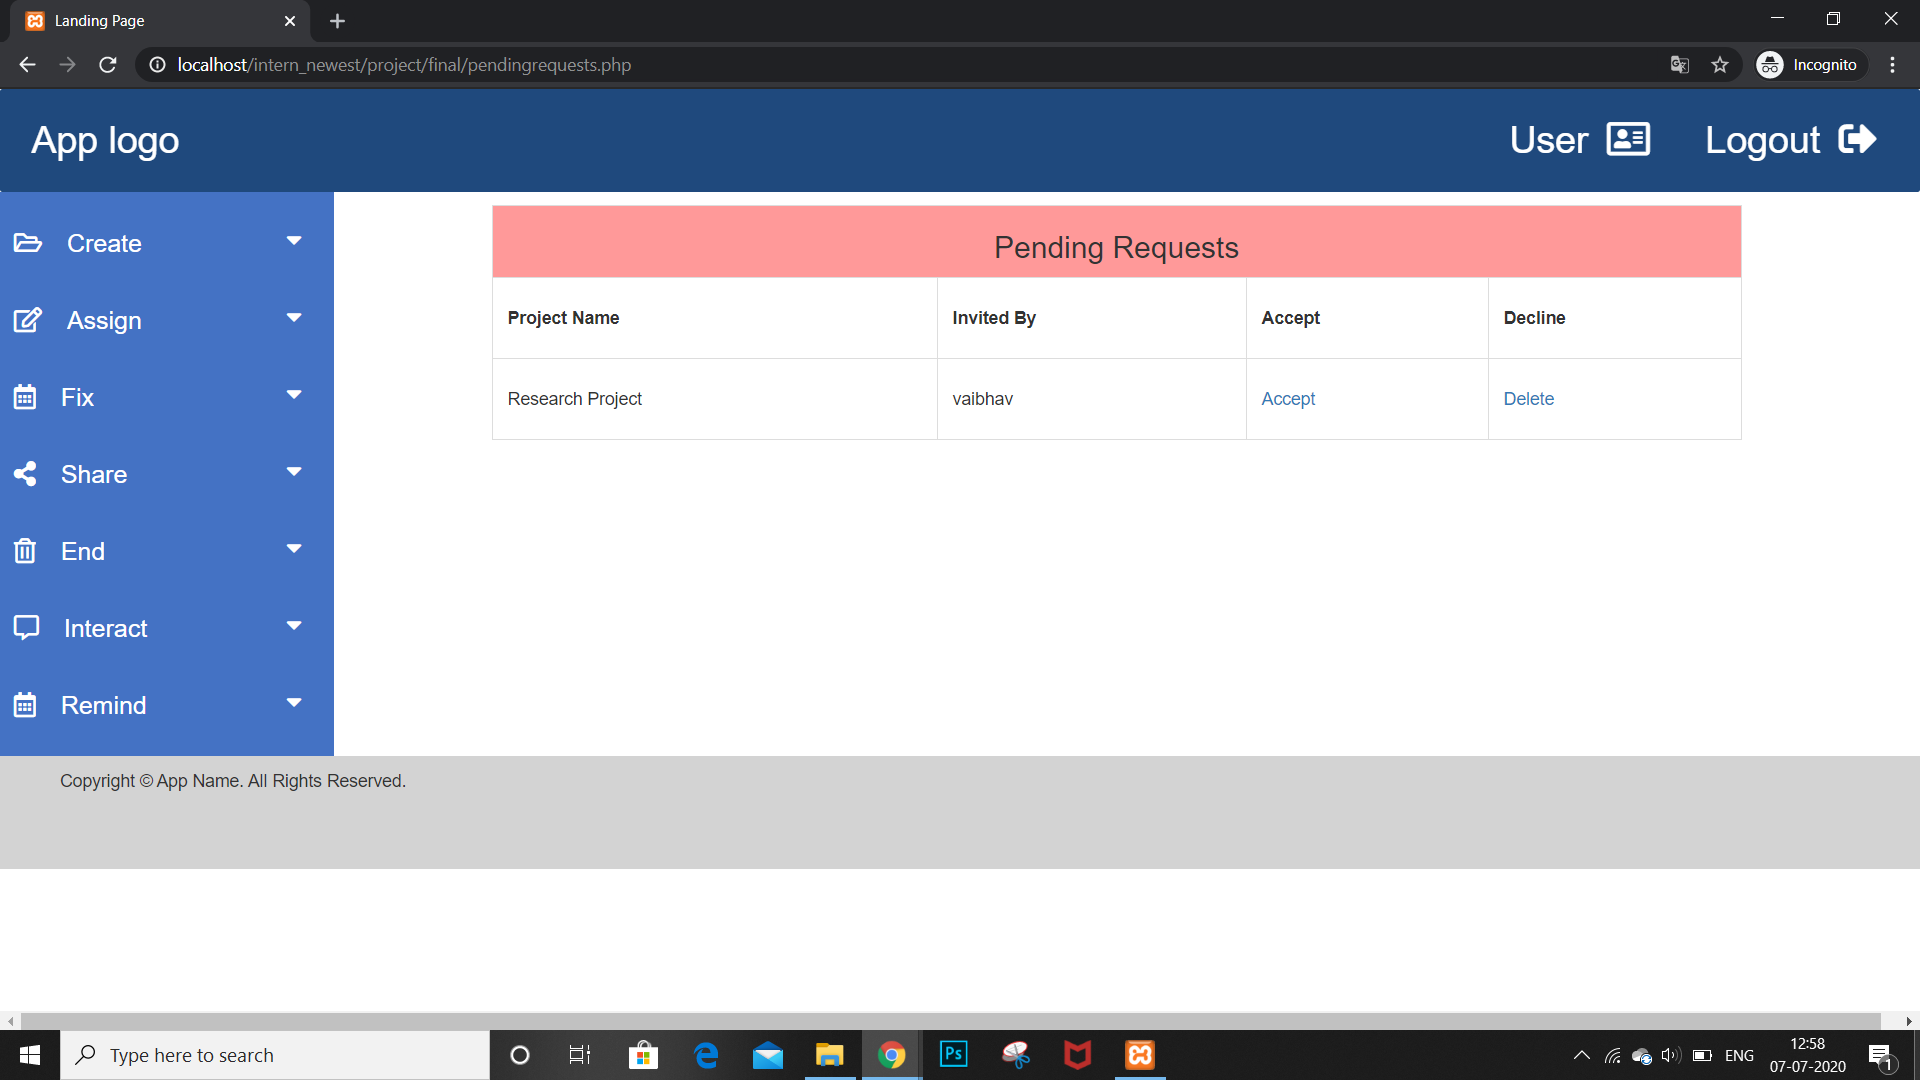 Landing Page
localhost/intern_newest/project/final/pendingrequests.php
Incognito
App logo
User
Logout
Create
Assign
Fix
Share
End
Interact
Remind
Pending Requests
Project Name Invited By Accept Decline
Research Project vaibhav Accept Delete
Copyright © App Name. All Rights Reserved.
Type here to search
Ps
ENG
12:58
07-07-2020
1